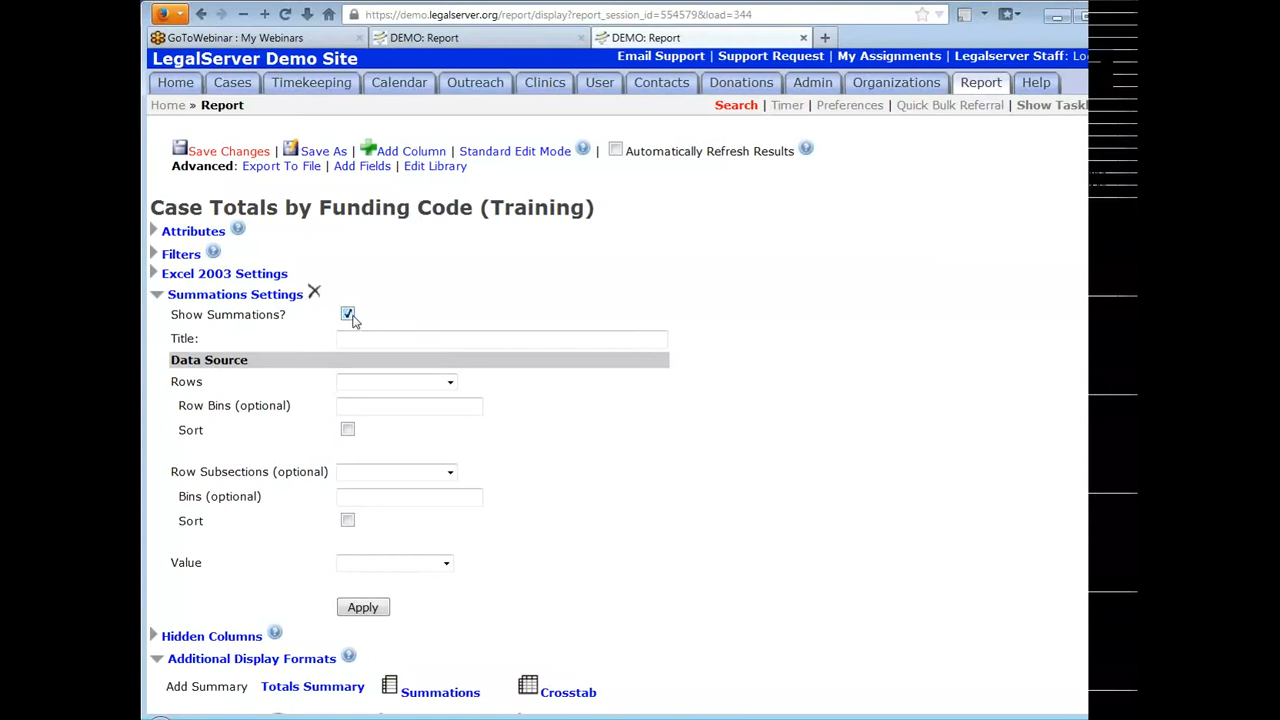 https://demo.legalserver.org/report/display?report_session_id=554579&load=344
GoToWebinar : My Webinars
DEMO: Report
DEMO: Report
LegalServer Demo Site
Email Support | Support Request | My Assignments | Legalserver Staff: Lo
Home
Cases
Timekeeping
Calendar
Outreach
Clinics
User
Contacts
Donations
Admin
Organizations
Report
Help
Home » Report
Search | Timer | Preferences | Quick Bulk Referral | Show Taskl
Save Changes | Save As | Add Column | Standard Edit Mode | Automatically Refresh Results
Advanced: Export To File | Add Fields | Edit Library
Case Totals by Funding Code (Training)
Attributes
Filters
Excel 2003 Settings
Summations Settings
Show Summations?
Title:
Data Source
Rows
Row Bins (optional)
Sort
Row Subsections (optional)
Bins (optional)
Sort
Value
Apply
Hidden Columns
Additional Display Formats
Add Summary Totals Summary Summations Crosstab